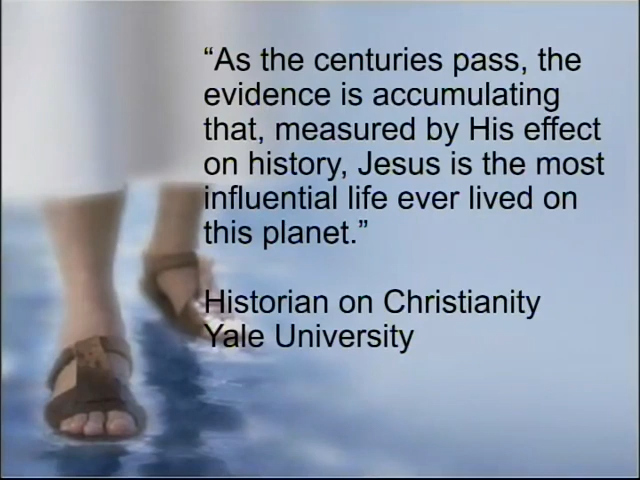 “As the centuries pass, the
evidence is accumulating
that, measured by His effect
on history, Jesus is the most
influential life ever lived on
this planet.”
Historian on Christianity
Yale University